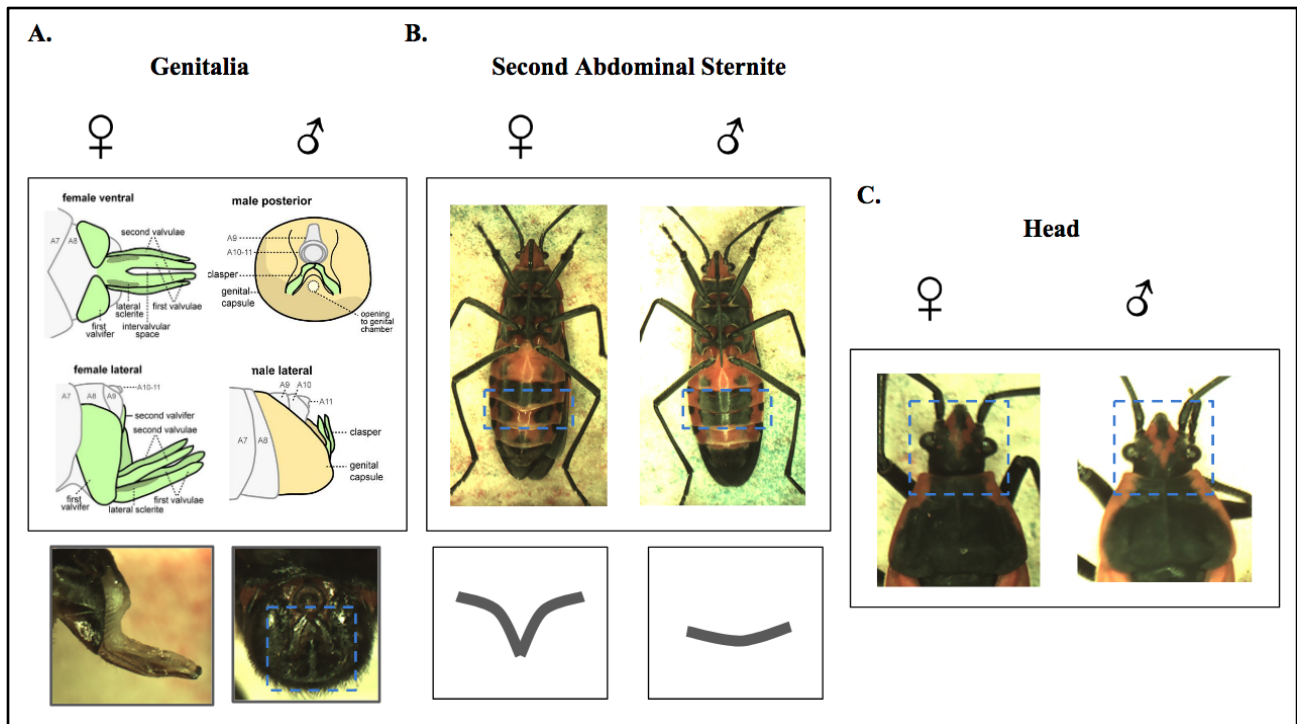 A.
Genitalia
♀
♂
female ventral
A7
A8
second valvulae
first valvifer
lateral sclerite
intervalvular space
first valvulae
male posterior
A9
A10-11
clasper
genital capsule
opening to genital chamber
female lateral
A7
A8
A9
A10-11
second valvifer
second valvulae
first valvifer
lateral sclerite
first valvulae
male lateral
A9
A10
A11
A7
A8
clasper
genital capsule
B.
Second Abdominal Sternite
♀
♂
C.
Head
♀
♂